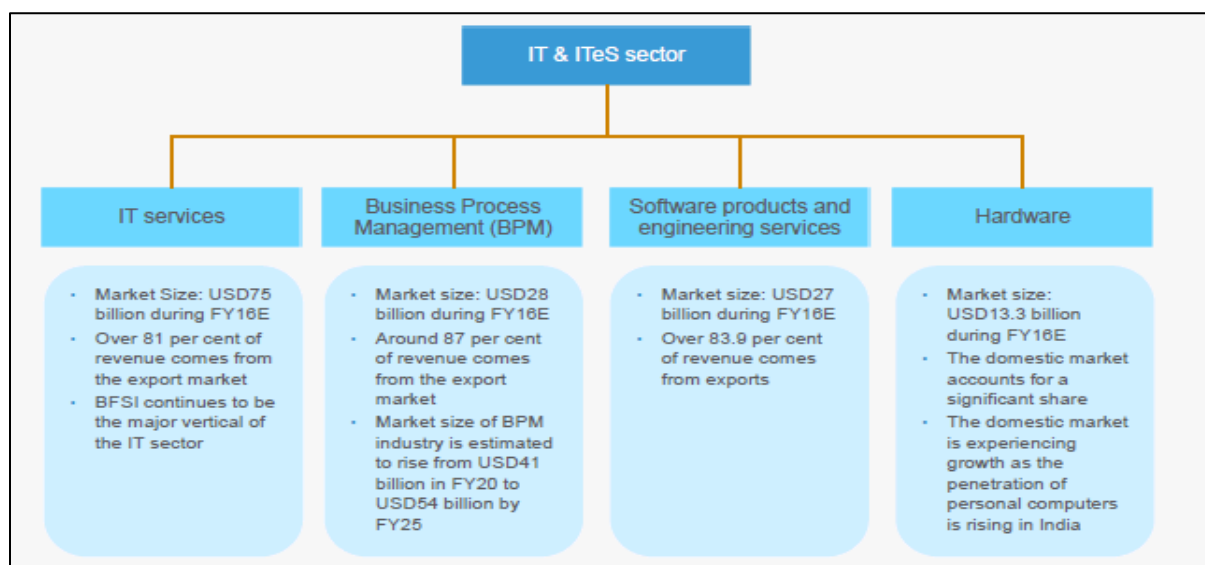 IT & ITeS sector
IT services
Business Process
Management (BPM)
Software products and
engineering services
Hardware
• Market Size: USD75
billion during FY16E
• Over 81 per cent of
revenue comes from
the export market
• BFSI continues to be
the major vertical of
the IT sector
• Market size: USD28
billion during FY16E
• Around 87 per cent
of revenue comes
from the export
market
• Market size of BPM
industry is estimated
to rise from USD41
billion in FY20 to
USD54 billion by
FY25
• Market size: USD27
billion during FY16E
• Over 83.9 per cent
of revenue comes
from exports
• Market size:
USD13.3 billion
during FY16E
• The domestic market
accounts for a
significant share
• The domestic market
is experiencing
growth as the
penetration of
personal computers
is rising in India